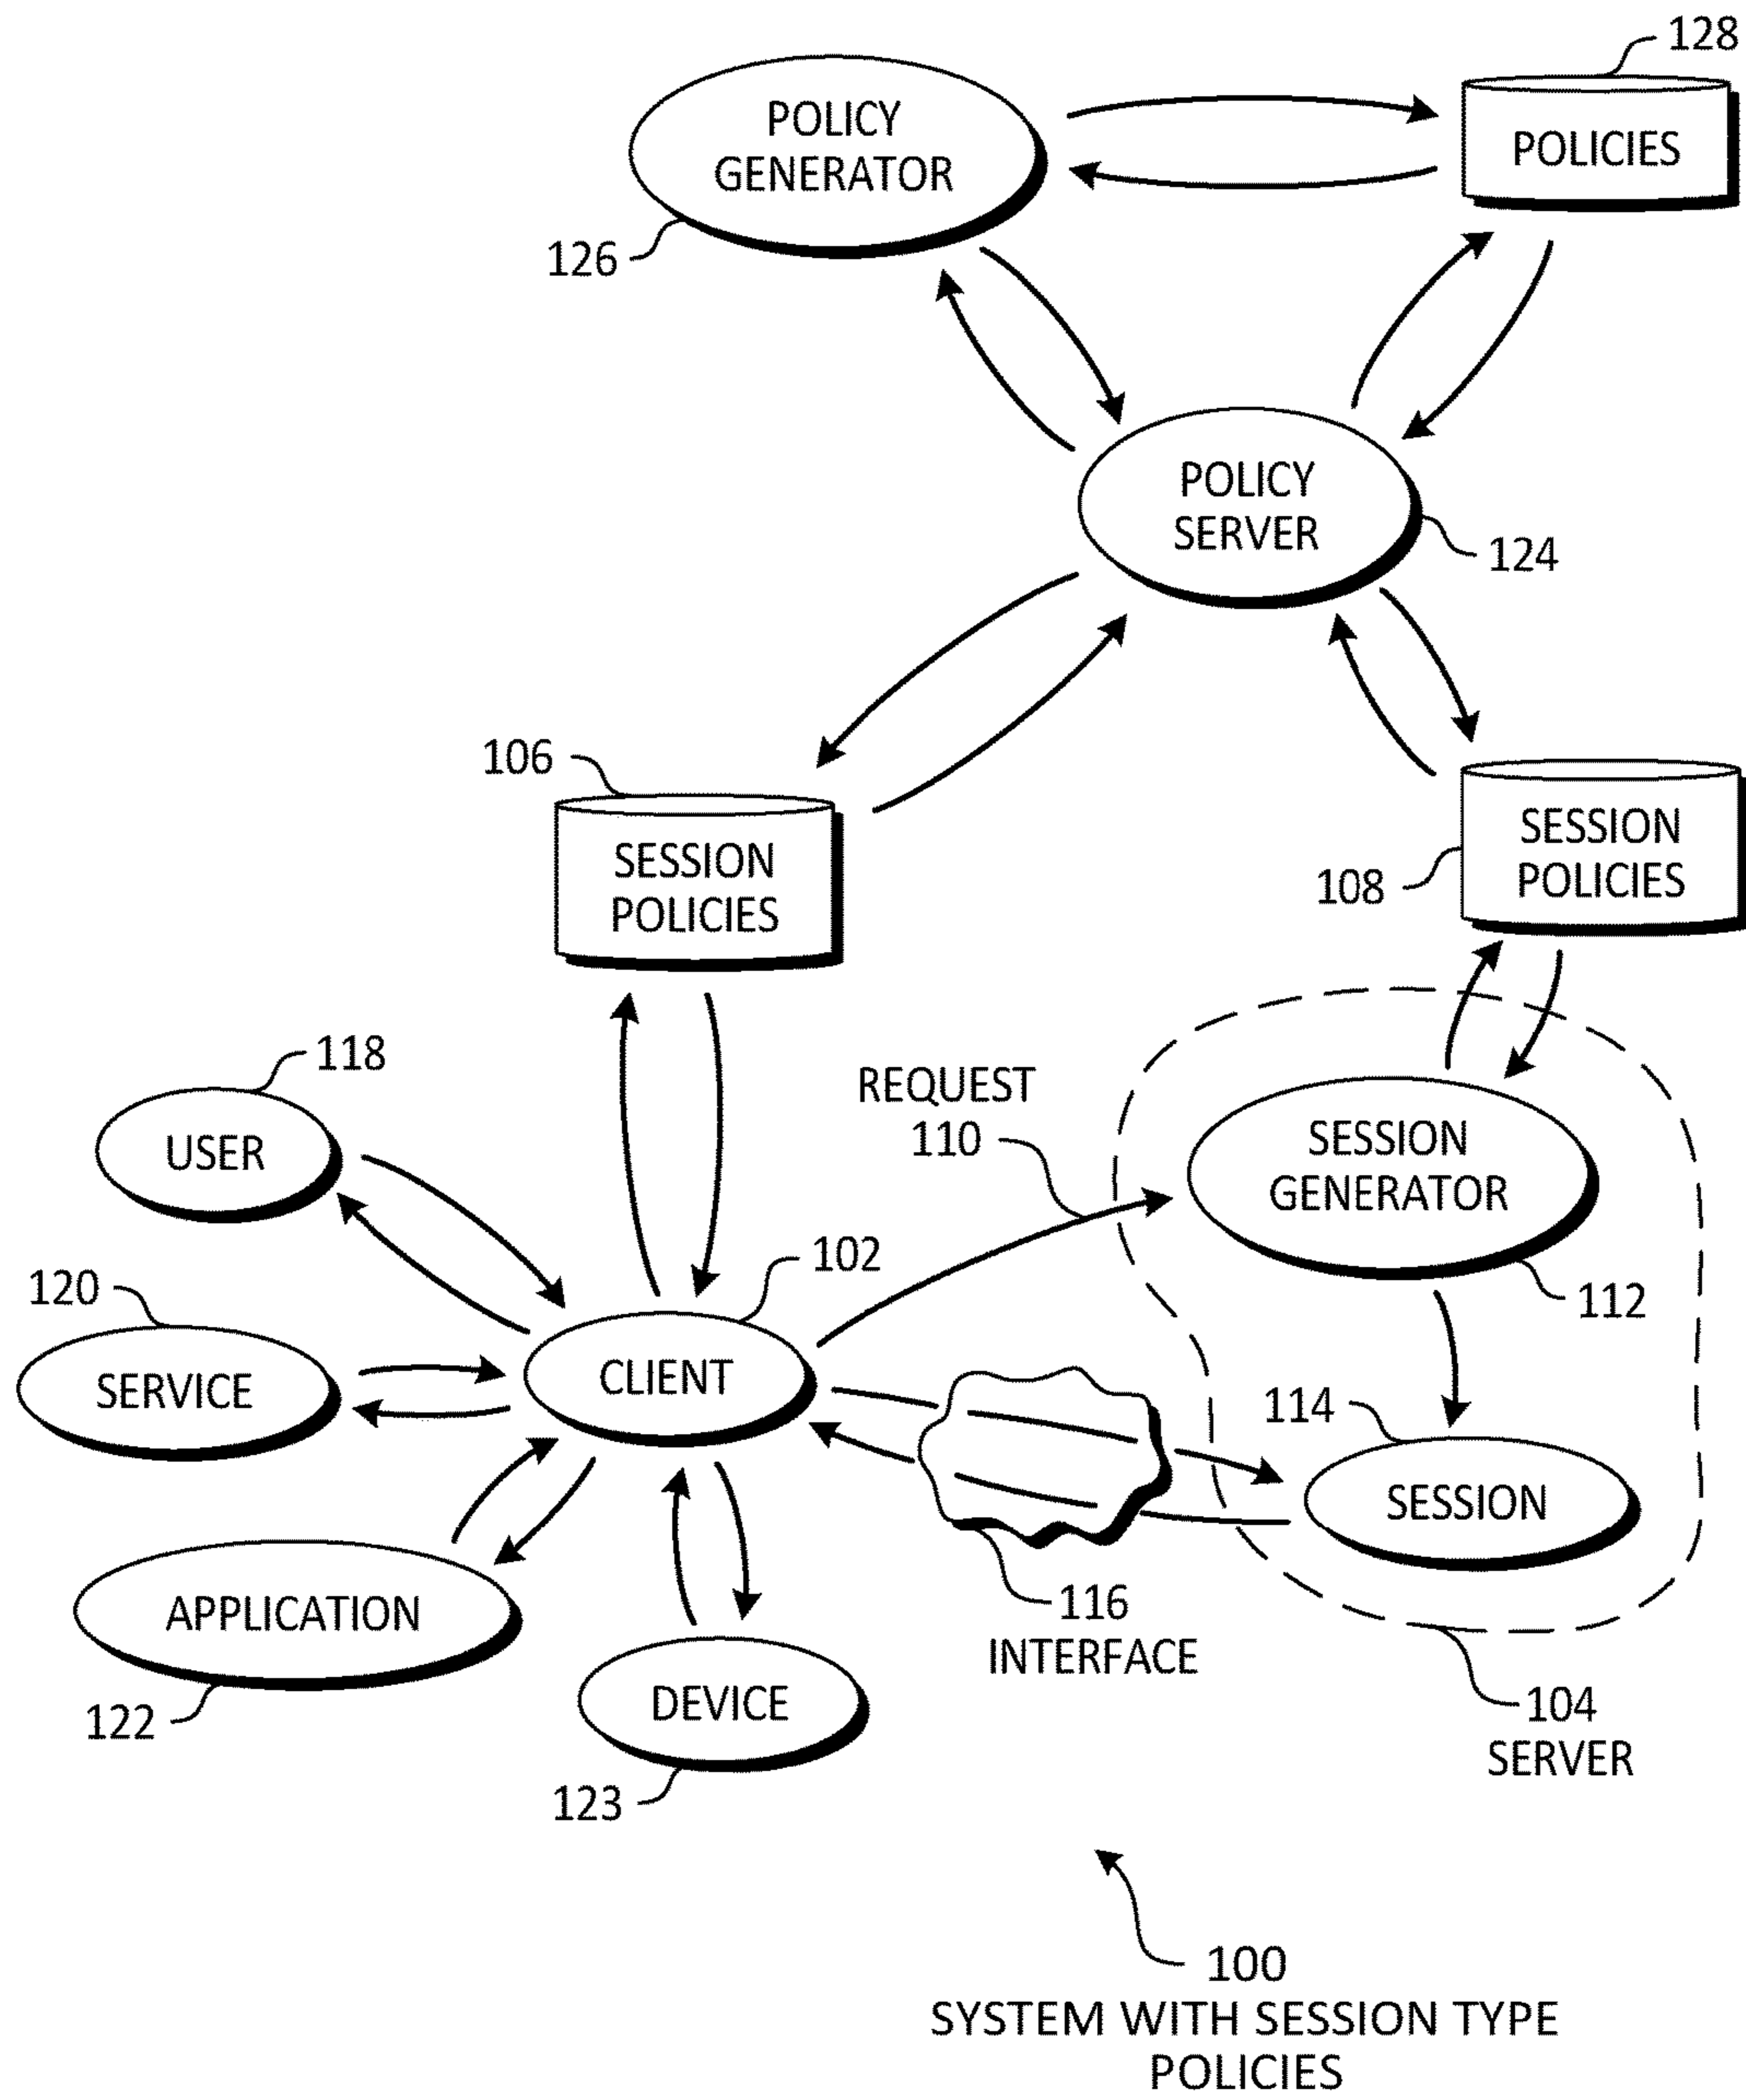 128
POLICY
GENERATOR
POLICIES
126
POLICY
SERVER
124
106
SESSION
POLICIES
SESSION
POLICIES
108
118
REQUEST
110
USER
SESSION
GENERATOR
102
120
112
CLIENT
SERVICE
114
SESSION
APPLICATION
116
INTERFACE
122
DEVICE
104
SERVER
123
100
SYSTEM WITH SESSION TYPE
POLICIES